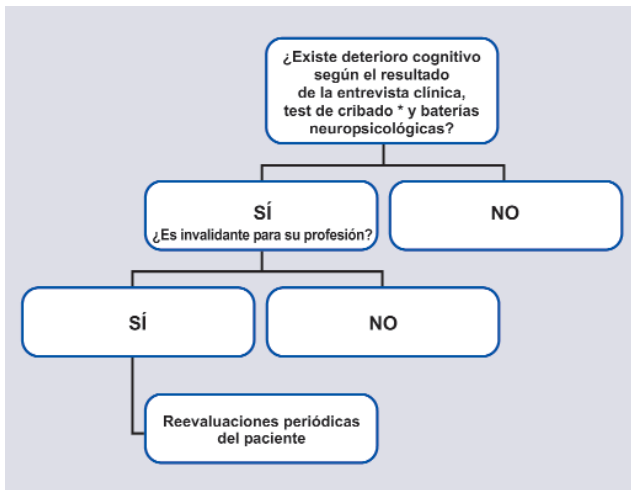 ¿Existe deterioro cognitivo
según el resultado
de la entrevista clínica,
test de cribado * y baterías
neuropsicológicas?
SÍ
¿Es invalidante para su profesión?
NO
SÍ
NO
Reevaluaciones periódicas
del paciente